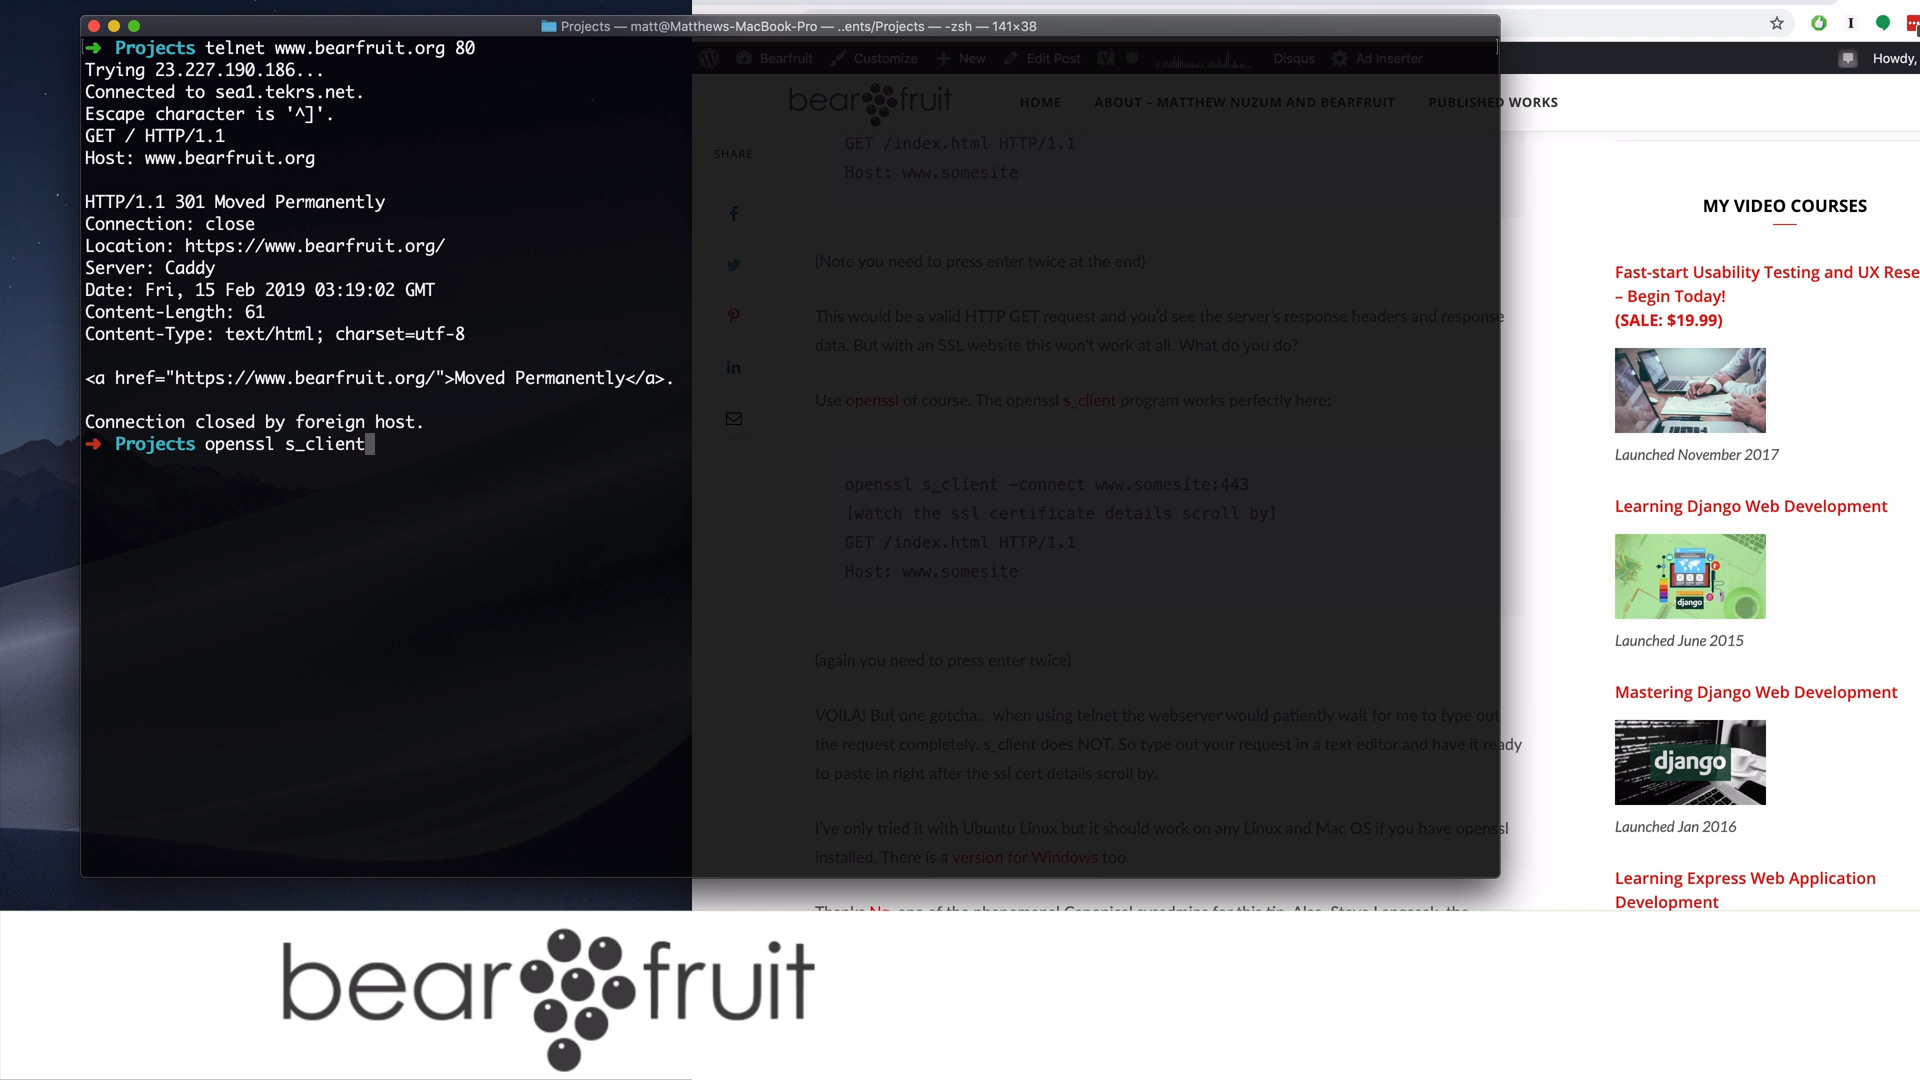 Projects — matt@Matthews-MacBook-Pro — ..ents/Projects — -zsh — 141×38
➜ Projects telnet www.bearfruit.org 80
Trying 23.227.190.186...
Connected to sea1.tekrs.net.
Escape character is '^]'.
GET / HTTP/1.1
Host: www.bearfruit.org
HTTP/1.1 301 Moved Permanently
Connection: close
Location: https://www.bearfruit.org/
Server: Caddy
Date: Fri, 15 Feb 2019 03:19:02 GMT
Content-Length: 61
Content-Type: text/html; charset=utf-8
<a href="https://www.bearfruit.org/">Moved Permanently</a>.
Connection closed by foreign host.
➜ Projects openssl s_client
Bearfruit Customize New Edit Post Disqus Ad Inserter Howdy,
bear fruit HOME ABOUT – MATTHEW NUZUM AND BEARFRUIT PUBLISHED WORKS
SHARE
GET /index.html HTTP/1.1
Host: www.somesite
(Note you need to press enter twice at the end)
This would be a valid HTTP GET request and you'd see the server's response headers and response
data. But with an SSL website this won't work at all. What do you do?
Use openssl of course. The openssl s_client program works perfectly here:
openssl s_client -connect www.somesite:443
[watch the ssl certificate details scroll by]
GET /index.html HTTP/1.1
Host: www.somesite
(again you need to press enter twice)
VOILA! But one gotcha... when using telnet the webserver would patiently wait for me to type out
the request completely. s_client does NOT. So type out your request in a text editor and have it ready
to paste in right after the ssl cert details scroll by.
I've only tried it with Ubuntu Linux but it should work on any Linux and Mac OS if you have openssl
installed. There is a version for Windows too.
MY VIDEO COURSES
Fast-start Usability Testing and UX Rese
– Begin Today!
(SALE: $19.99)
Launched November 2017
Learning Django Web Development
django
Launched June 2015
Mastering Django Web Development
django
Launched Jan 2016
Learning Express Web Application
Development
bear fruit